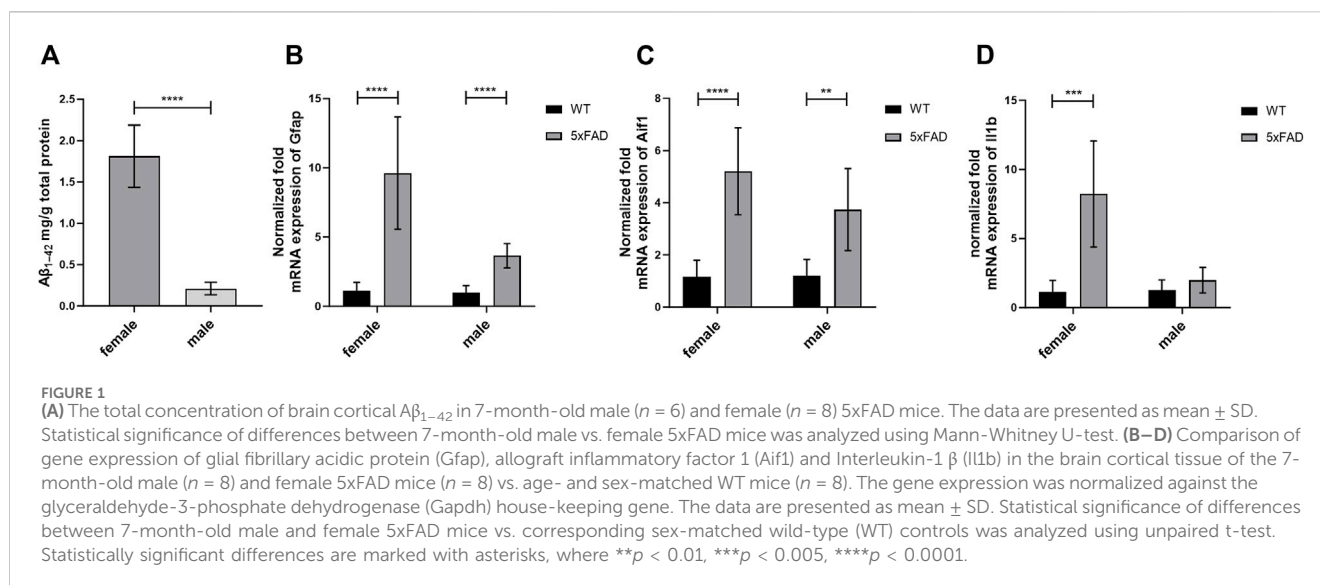 A
****
2.5
2.0
1.5
1.0
0.5
0.0
Aβ1–42 mg/g total protein
female
male
B
****
****
WT
5xFAD
15
10
5
0
Normalized fold
mRNA expression of Gfap
female
male
C
****
**
WT
5xFAD
8
6
4
2
0
Normalized fold
mRNA expression of Aif1
female
male
D
***
WT
5xFAD
15
10
5
0
normalized fold
mRNA expression of Il1b
female
male
FIGURE 1
(A) The total concentration of brain cortical Aβ1–42 in 7-month-old male (n = 6) and female (n = 8) 5xFAD mice. The data are presented as mean ± SD.
Statistical significance of differences between 7-month-old male vs. female 5xFAD mice was analyzed using Mann-Whitney U-test. (B–D) Comparison of
gene expression of glial fibrillary acidic protein (Gfap), allograft inflammatory factor 1 (Aif1) and Interleukin-1 β (Il1b) in the brain cortical tissue of the 7-
month-old male (n = 8) and female 5xFAD mice (n = 8) vs. age- and sex-matched WT mice (n = 8). The gene expression was normalized against the
glyceraldehyde-3-phosphate dehydrogenase (Gapdh) house-keeping gene. The data are presented as mean ± SD. Statistical significance of differences
between 7-month-old male and female 5xFAD mice vs. corresponding sex-matched wild-type (WT) controls was analyzed using unpaired t-test.
Statistically significant differences are marked with asterisks, where **p < 0.01, ***p < 0.005, ****p < 0.0001.